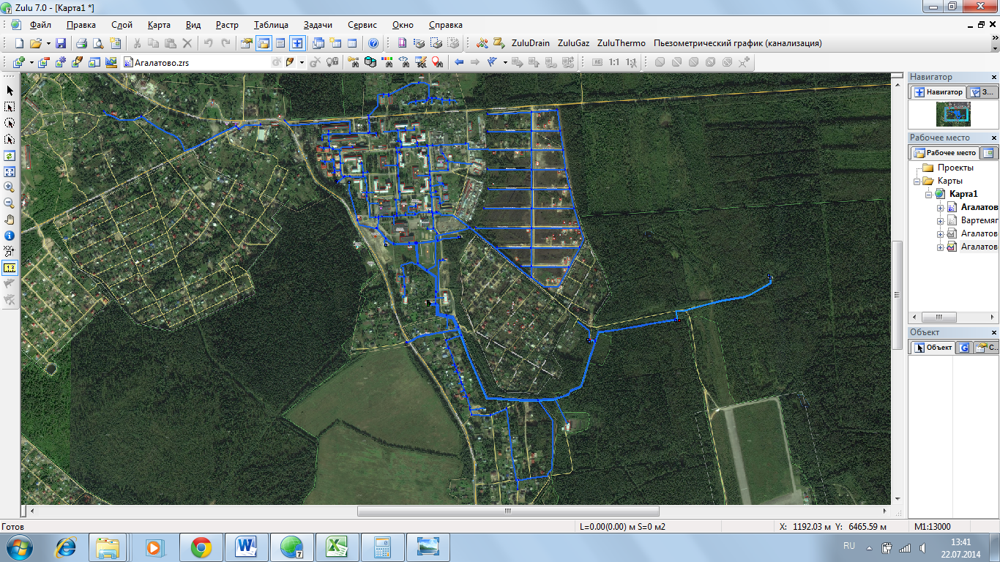 Zulu 7.0 - [Карта1 *]
Файл Правка Слой Карта Вид Растр Таблица Задачи Сервис Окно Справка
ZuluDrain ZuluGaz ZuluThermo Пьезометрический график (канализация)
Агалатово.zrs
SQL
1:1
Навигатор
Навигатор З...
Рабочее место
Рабочее место
Проекты
Карты
Карта1
Агалатов
Вартемяг
Агалатов
Агалатов
Объект
Объект С...
Готов L=0.00(0.00) м S=0 м2 X: 1192.03 м Y: 6465.59 м М1:13000
RU 13:41
22.07.2014